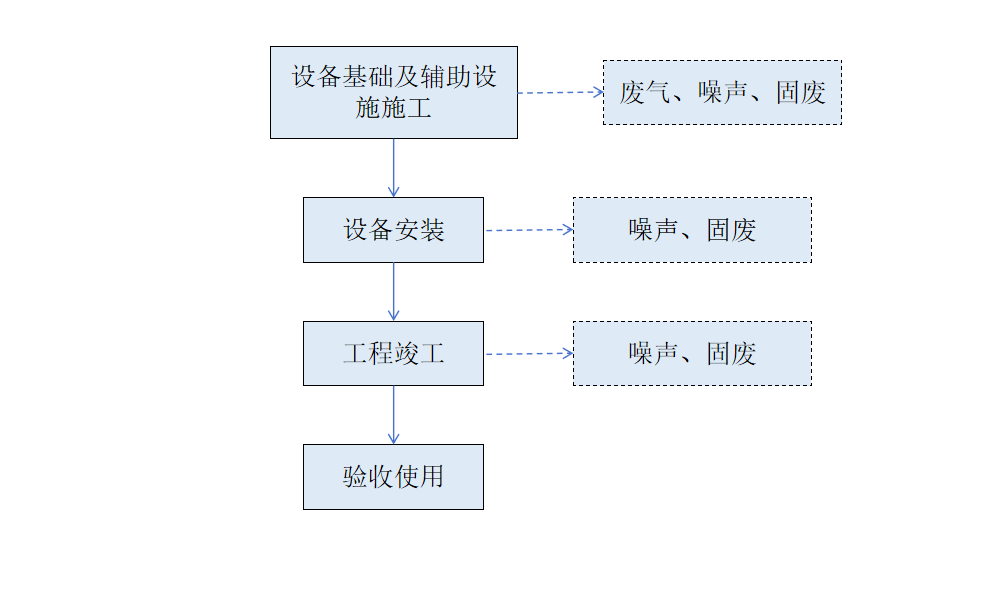 设备基础及辅助设
施施工
废气、噪声、固废
设备安装
噪声、固废
工程竣工
噪声、固废
验收使用